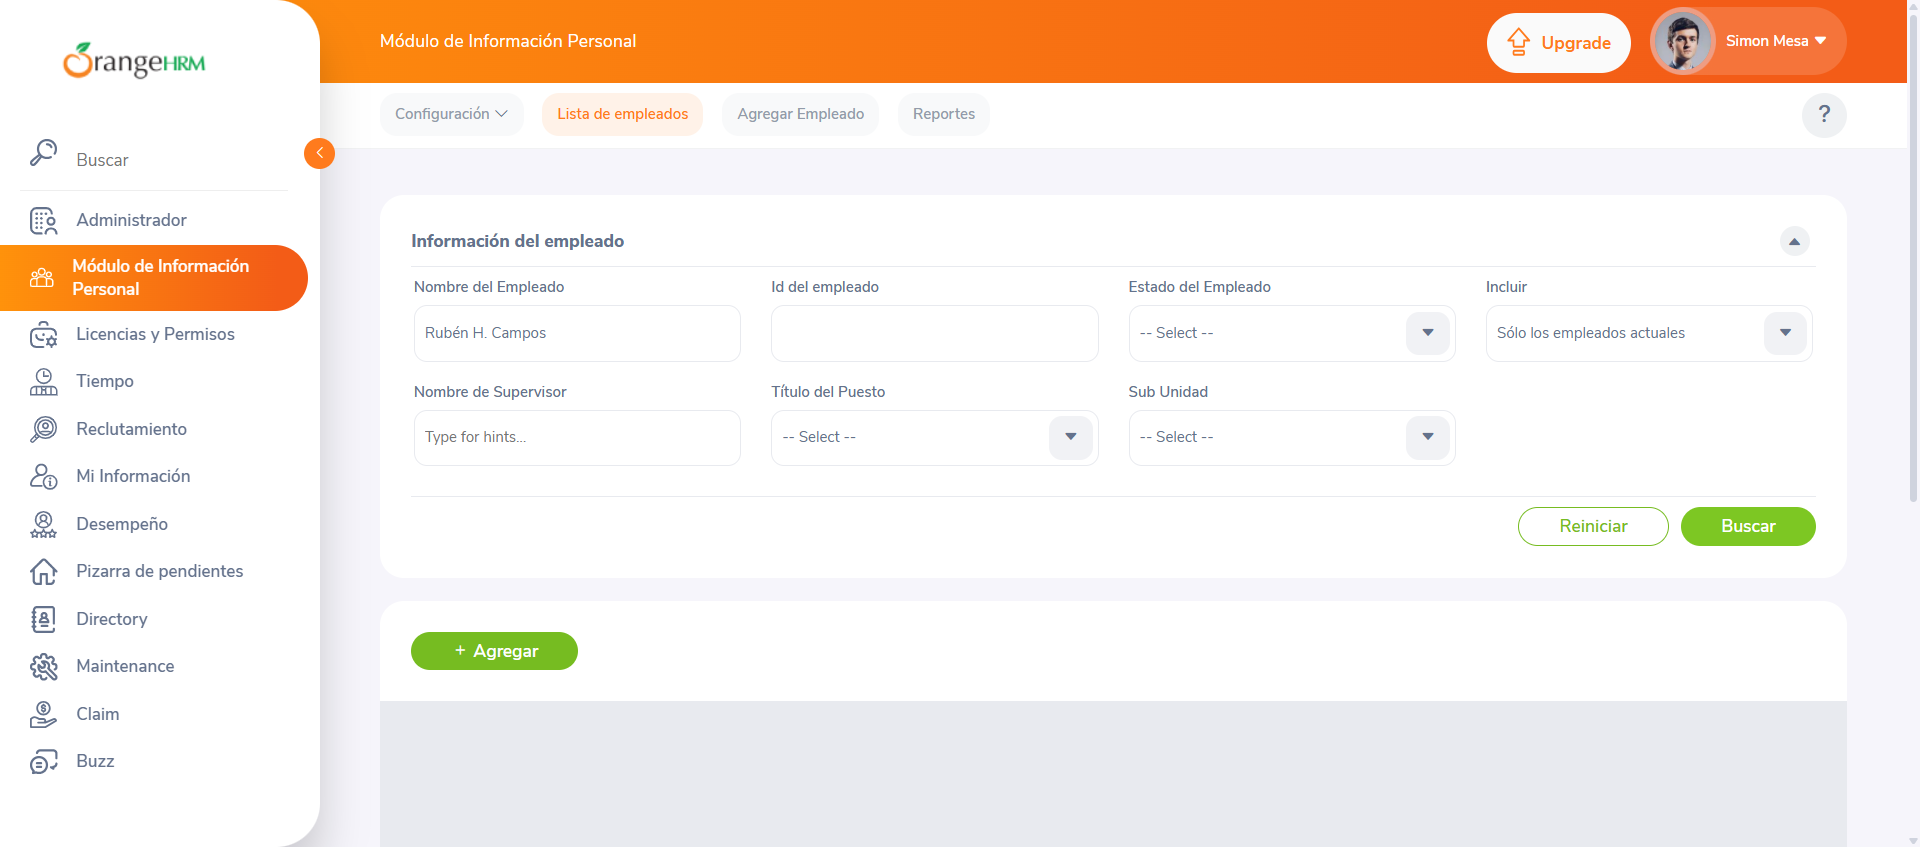 OrangeHRM
Buscar
Administrador
Módulo de Información
Personal
Licencias y Permisos
Tiempo
Reclutamiento
Mi Información
Desempeño
Pizarra de pendientes
Directory
Maintenance
Claim
Buzz
Módulo de Información Personal
Upgrade
Simon Mesa
Configuración
Lista de empleados
Agregar Empleado
Reportes
?
Información del empleado
Nombre del Empleado
Id del empleado
Estado del Empleado
Incluir
Rubén H. Campos
-- Select --
Sólo los empleados actuales
Nombre de Supervisor
Título del Puesto
Sub Unidad
Type for hints...
-- Select --
-- Select --
Reiniciar
Buscar
+ Agregar